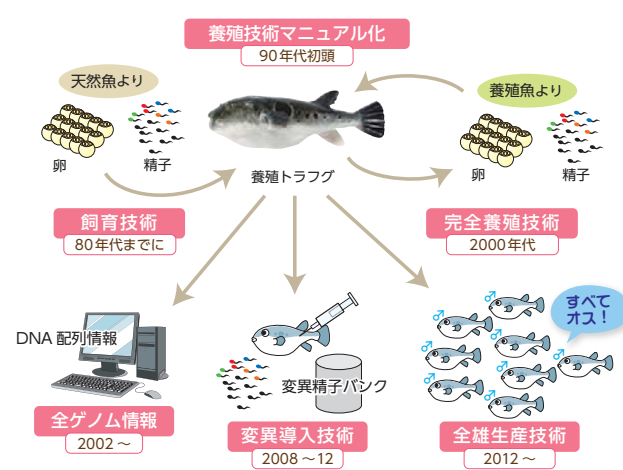 養殖技術マニュアル化
90年代初頭
天然魚より
養殖魚より
卵
精子
養殖トラフグ
卵
精子
飼育技術
80年代までに
完全養殖技術
2000年代
すべて
オス！
♂
♂
♂
♂
♂
♂
♂
♂
DNA 配列情報
変異精子バンク
全ゲノム情報
2002～
変異導入技術
2008～12
全雄生産技術
2012～